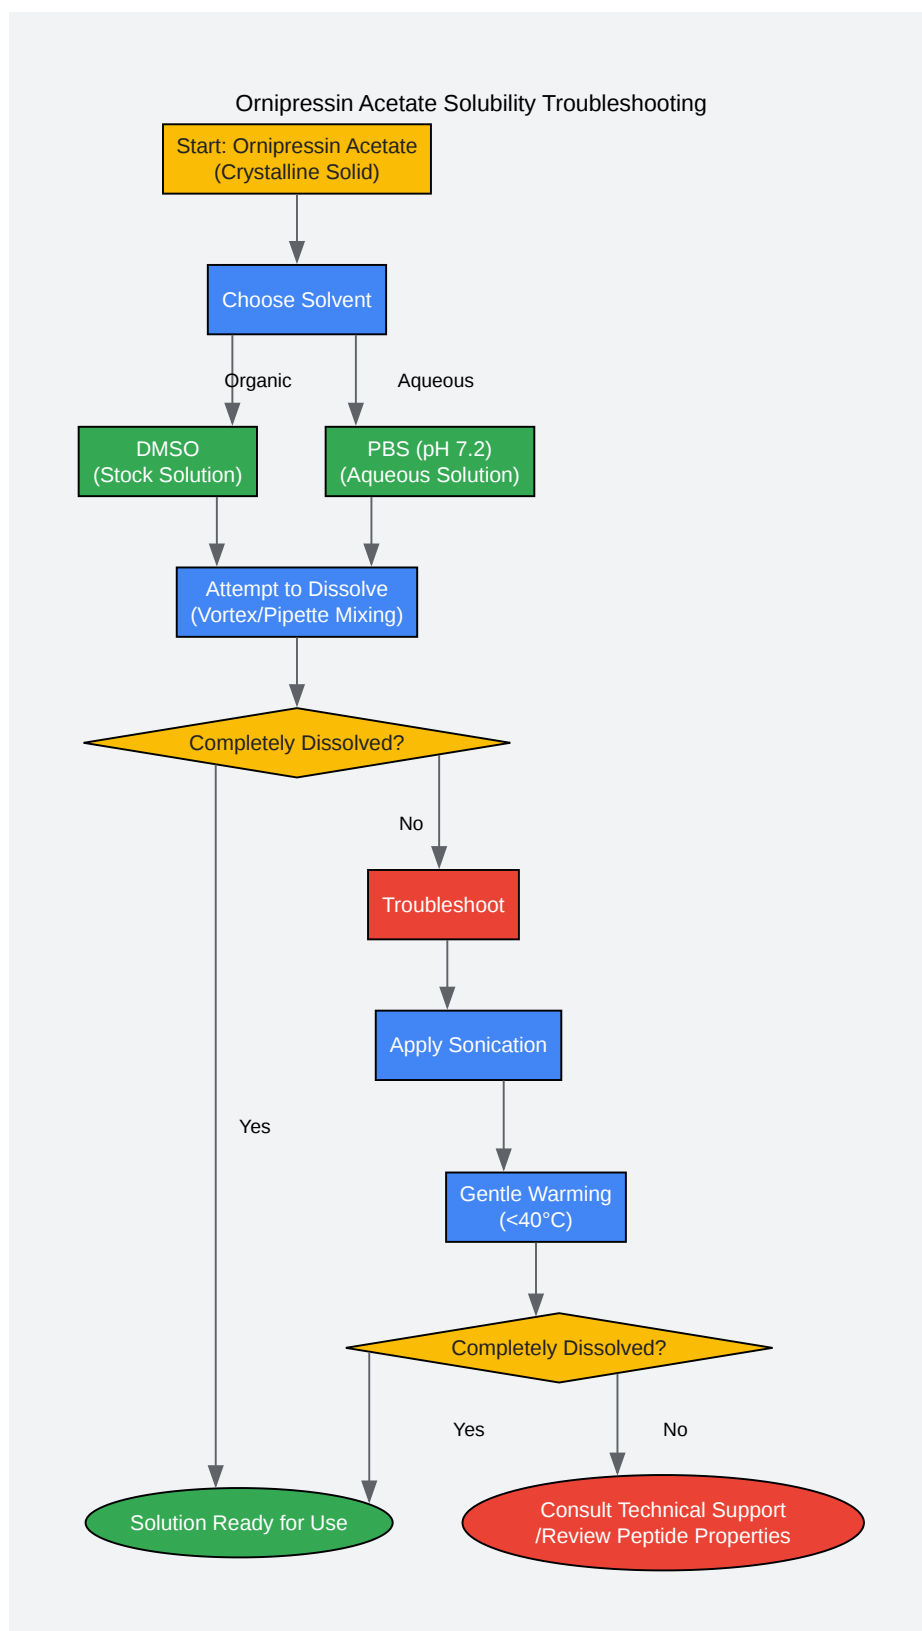 Ornipressin Acetate Solubility Troubleshooting
Start: Ornipressin Acetate
(Crystalline Solid)
Choose Solvent
Organic
Aqueous
DMSO
(Stock Solution)
PBS (pH 7.2)
(Aqueous Solution)
Attempt to Dissolve
(Vortex/Pipette Mixing)
Completely Dissolved?
No
Troubleshoot
Apply Sonication
Yes
Gentle Warming
(<40°C)
Completely Dissolved?
Yes
No
Solution Ready for Use
Consult Technical Support
/Review Peptide Properties